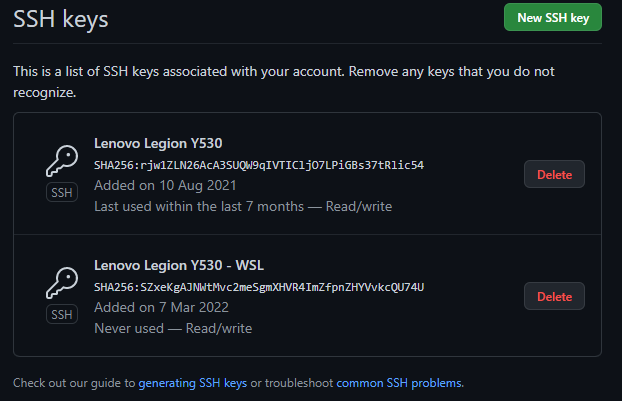 SSH keys
New SSH key
This is a list of SSH keys associated with your account. Remove any keys that you do not
recognize.
Lenovo Legion Y530
SHA256:rjw1ZLN26AcA3SUQW9qIVTICljO7LPiGBs37tRlic54
SSH
Added on 10 Aug 2021
Last used within the last 7 months — Read/write
Delete
Lenovo Legion Y530 - WSL
SHA256:SZxeKgAJNWtMvc2meSgmXHVR4ImZfpnZHYVvkcQU74U
SSH
Added on 7 Mar 2022
Never used — Read/write
Delete
Check out our guide to generating SSH keys or troubleshoot common SSH problems.